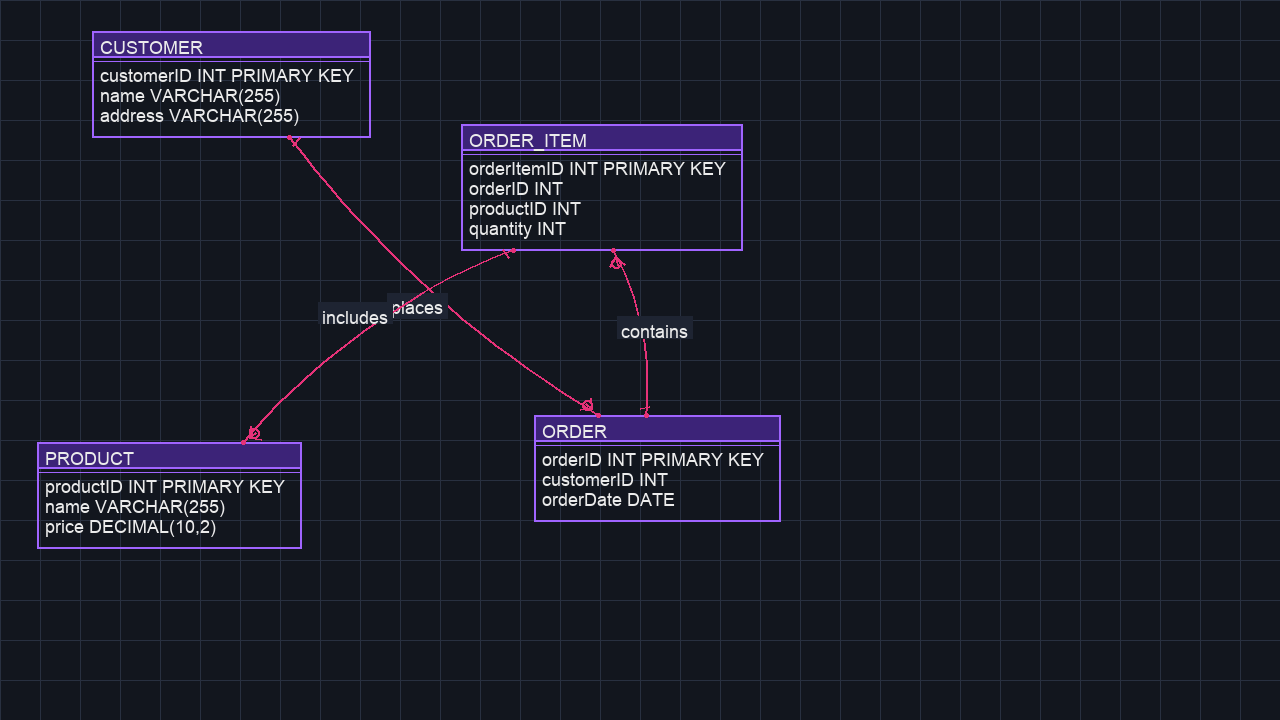 CUSTOMER
customerID INT PRIMARY KEY
name VARCHAR(255)
address VARCHAR(255)
ORDER_ITEM
orderItemID INT PRIMARY KEY
orderID INT
productID INT
quantity INT
places
includes
contains
ORDER
orderID INT PRIMARY KEY
customerID INT
orderDate DATE
PRODUCT
productID INT PRIMARY KEY
name VARCHAR(255)
price DECIMAL(10,2)